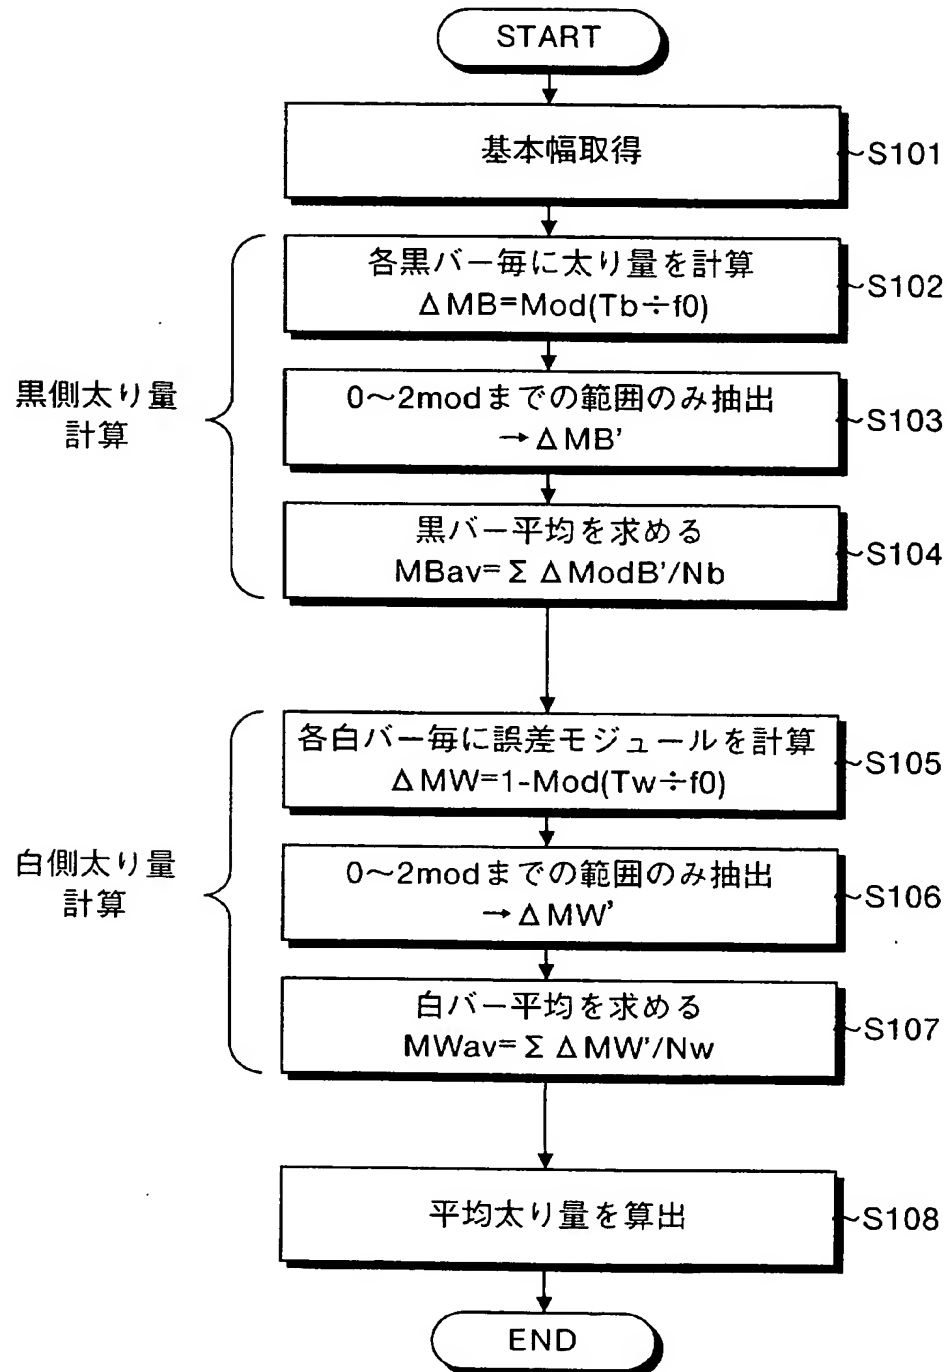 START
基本幅取得
S101
各黒バー毎に太り量を計算
ΔMB=Mod(Tb÷f0)
S102
黒側太り量
計算
0～2modまでの範囲のみ抽出
→ΔMB'
S103
黒バー平均を求める
MBav=Σ ΔModB'/Nb
S104
各白バー毎に誤差モジュールを計算
ΔMW=1-Mod(Tw÷f0)
S105
白側太り量
計算
0～2modまでの範囲のみ抽出
→ΔMW'
S106
白バー平均を求める
MWav=Σ ΔMW'/Nw
S107
平均太り量を算出
S108
END